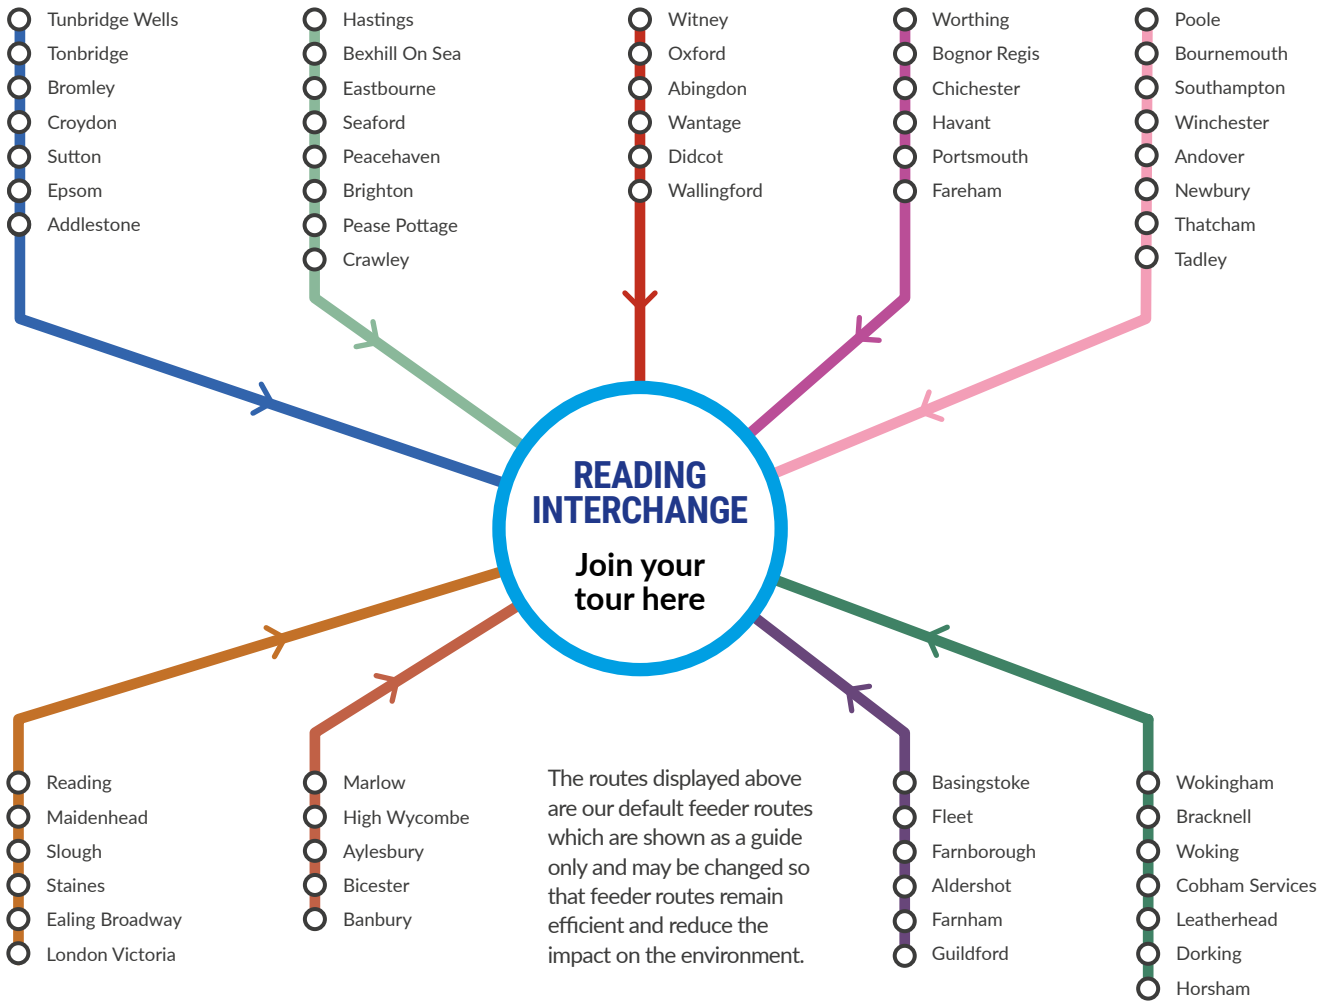 Tunbridge Wells
Tonbridge
Bromley
Croydon
Sutton
Epsom
Addlestone
Hastings
Bexhill On Sea
Eastbourne
Seaford
Peacehaven
Brighton
Pease Pottage
Crawley
Witney
Oxford
Abingdon
Wantage
Didcot
Wallingford
Worthing
Bognor Regis
Chichester
Havant
Portsmouth
Fareham
Poole
Bournemouth
Southampton
Winchester
Andover
Newbury
Thatcham
Tadley
READING
INTERCHANGE
Join your
tour here
Reading
Maidenhead
Slough
Staines
Ealing Broadway
London Victoria
Marlow
High Wycombe
Aylesbury
Bicester
Banbury
The routes displayed above
are our default feeder routes
which are shown as a guide
only and may be changed so
that feeder routes remain
efficient and reduce the
impact on the environment.
Basingstoke
Fleet
Farnborough
Aldershot
Farnham
Guildford
Wokingham
Bracknell
Woking
Cobham Services
Leatherhead
Dorking
Horsham